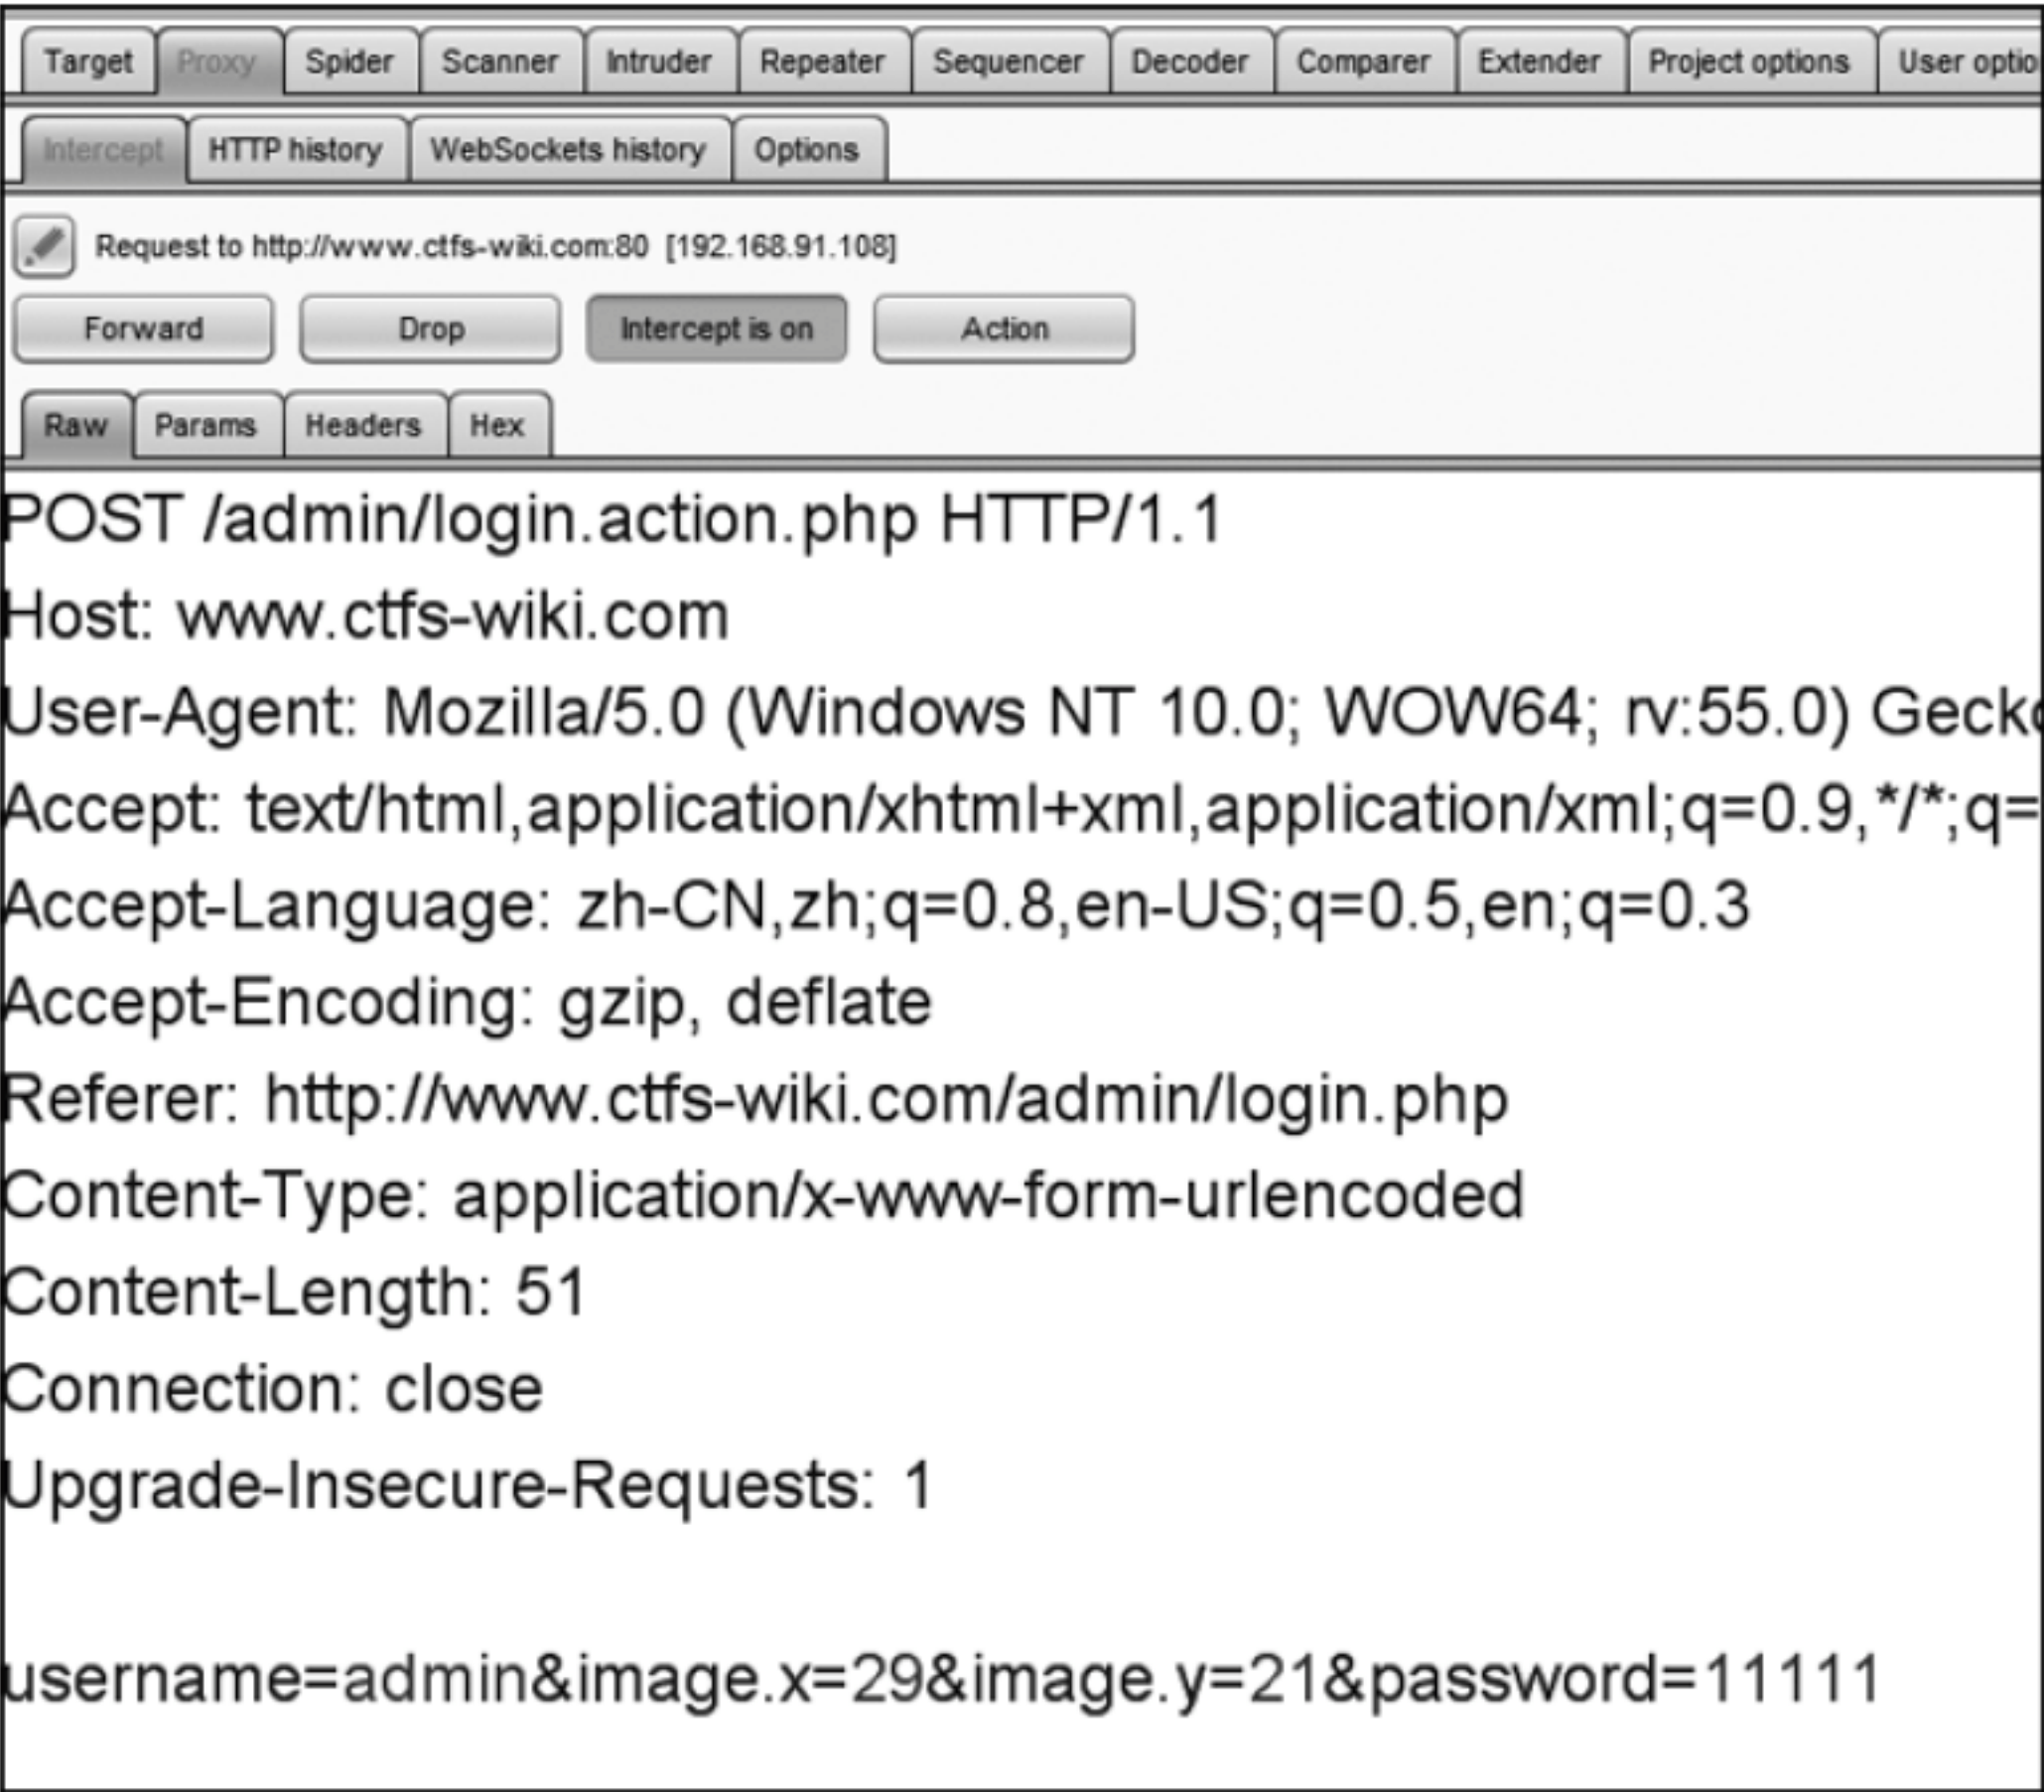 Target Proxy Spider Scanner Intruder Repeater Sequencer Decoder Comparer Extender Project options User optio
Intercept HTTP history WebSockets history Options
Request to http://www.ctfs-wiki.com:80 [192.168.91.108]
Forward Drop Intercept is on Action
Raw Params Headers Hex
POST /admin/login.action.php HTTP/1.1
Host: www.ctfs-wiki.com
User-Agent: Mozilla/5.0 (Windows NT 10.0; WOW64; rv:55.0) Gecko
Accept: text/html,application/xhtml+xml,application/xml;q=0.9,*/*;q=
Accept-Language: zh-CN,zh;q=0.8,en-US;q=0.5,en;q=0.3
Accept-Encoding: gzip, deflate
Referer: http://www.ctfs-wiki.com/admin/login.php
Content-Type: application/x-www-form-urlencoded
Content-Length: 51
Connection: close
Upgrade-Insecure-Requests: 1
username=admin&image.x=29&image.y=21&password=11111